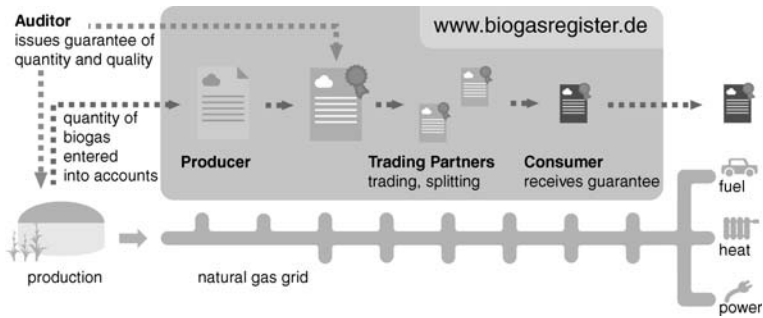 Auditor
issues guarantee of
quantity and quality
www.biogasregister.de
quantity of
biogas
entered
into accounts
Producer
Trading Partners
trading, splitting
Consumer
receives guarantee
fuel
heat
power
production
natural gas grid